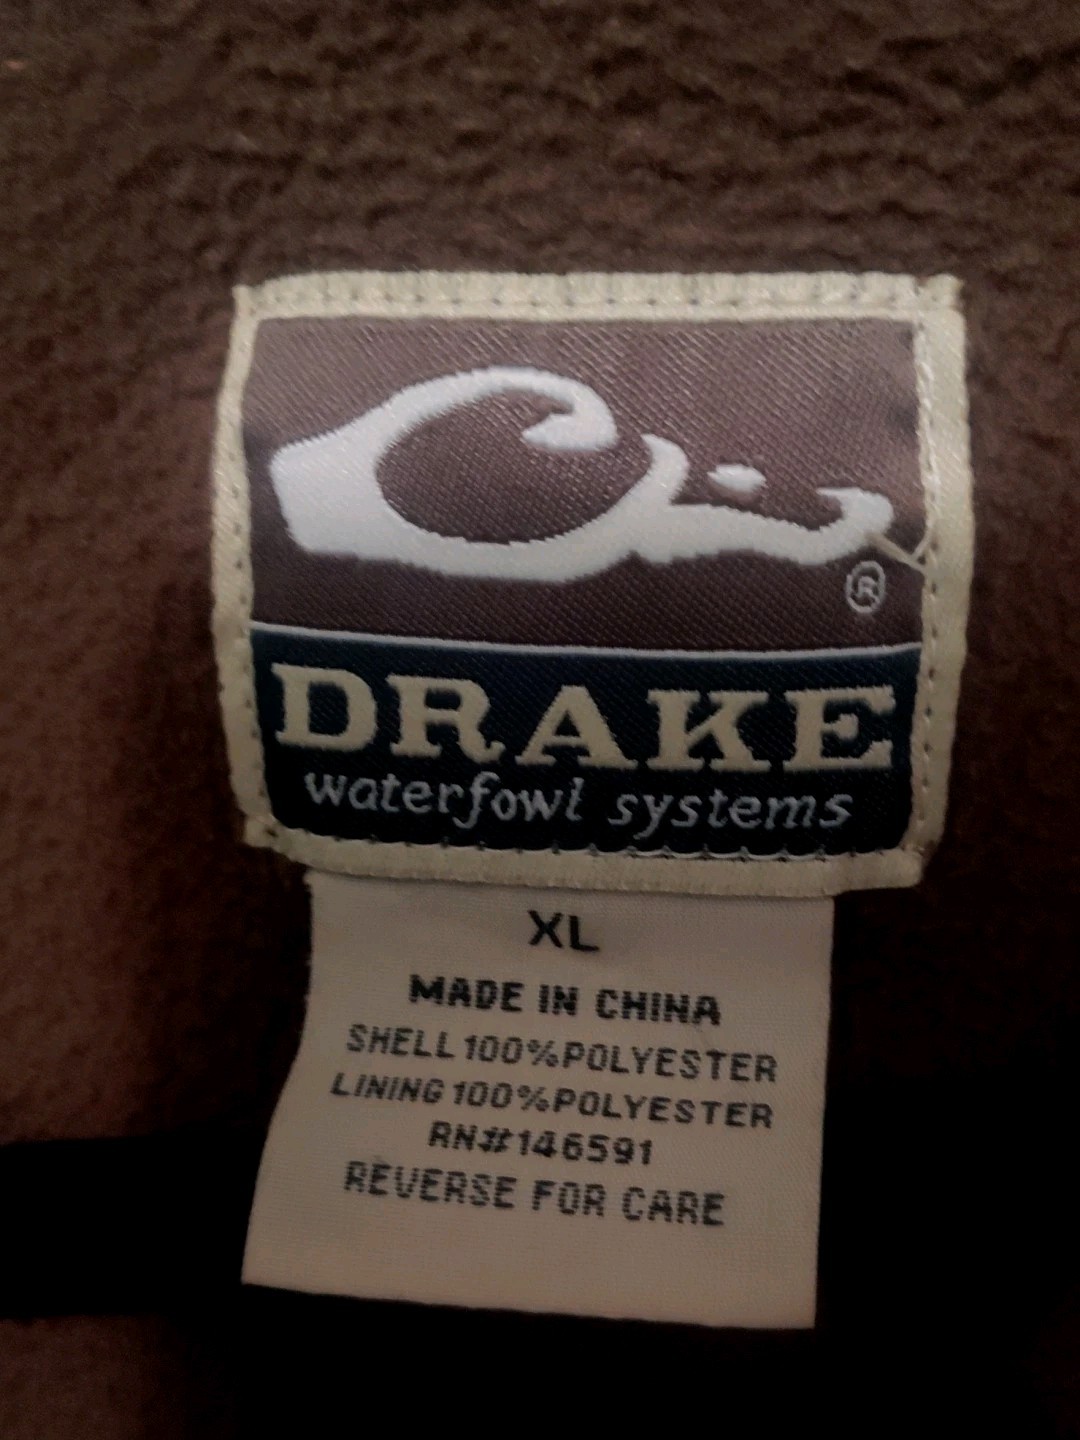 ®
DRAKE
waterfowl systems
XL
MADE IN CHINA
SHELL 100%POLYESTER
LINING 100%POLYESTER
RN#146591
REVERSE FOR CARE